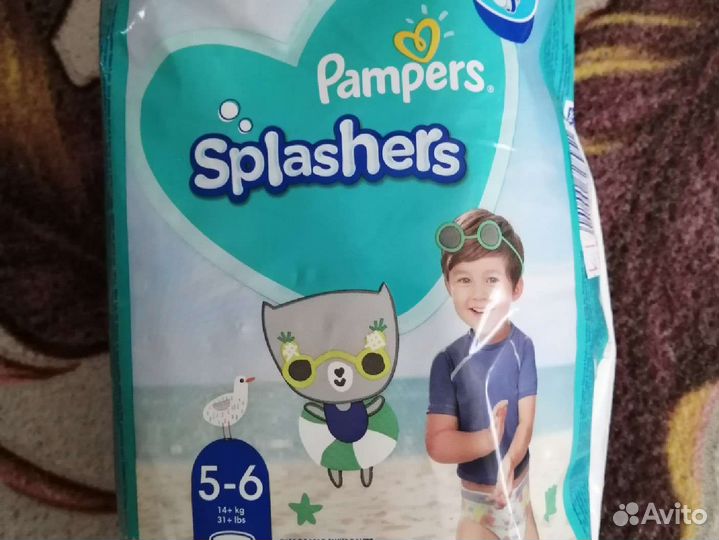 Pampers®
Splashers
5-6
14+ kg
31+ lbs
Avito